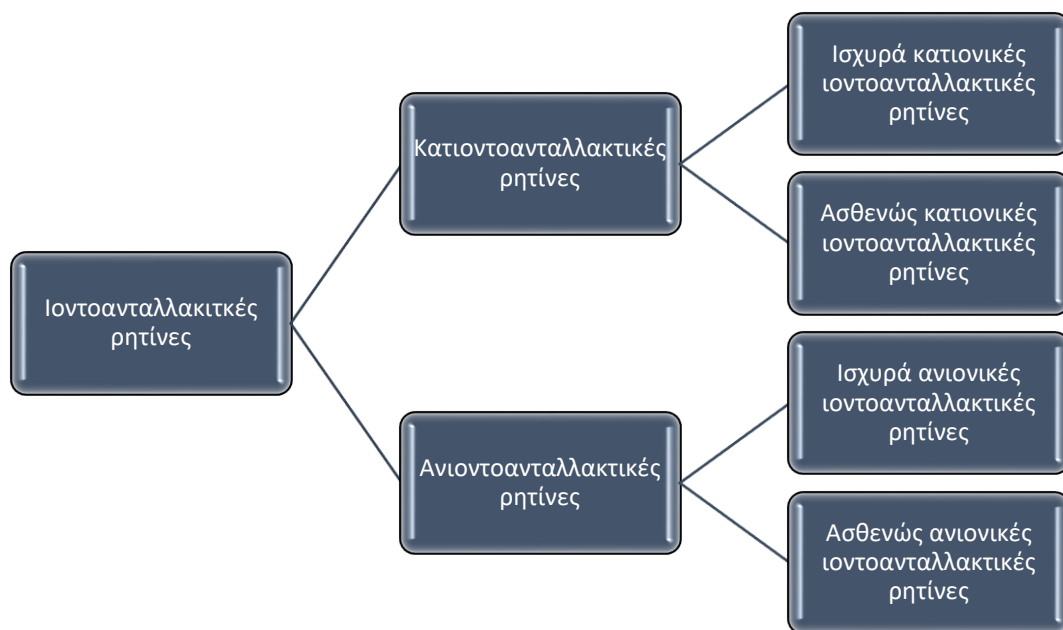 Ιοντοανταλλακιτκές
ρητίνες
Κατιοντοανταλλακτικές
ρητίνες
Ισχυρά κατιονικές
ιοντοανταλλακτικές
ρητίνες
Ασθενώς κατιονικές
ιοντοανταλλακτικές
ρητίνες
Ανιοντοανταλλακτικές
ρητίνες
Ισχυρά ανιονικές
ιοντοανταλλακτικές
ρητίνες
Ασθενώς ανιονικές
ιοντοανταλλακτικές
ρητίνες